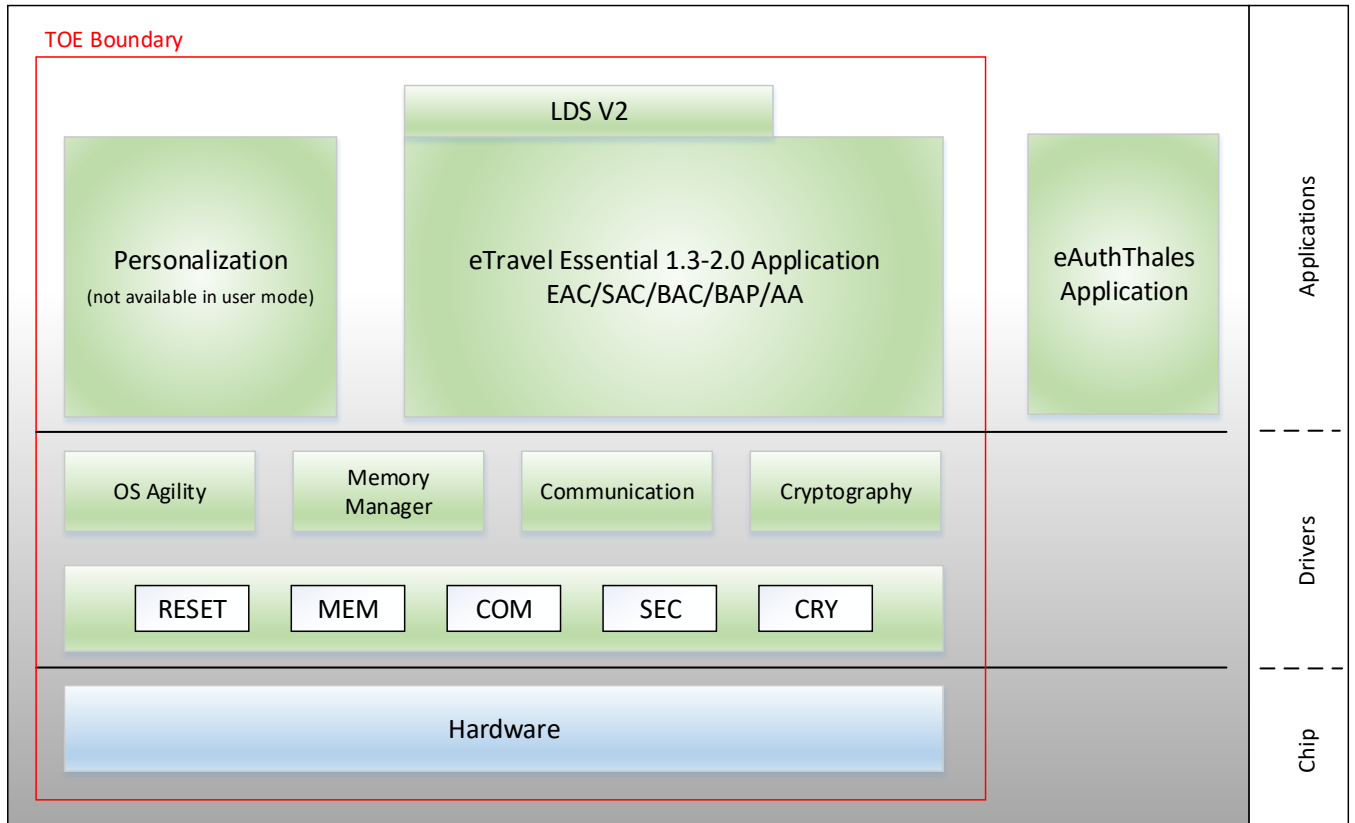 TOE Boundary
LDS V2
Personalization
(not available in user mode)
eTravel Essential 1.3-2.0 Application
EAC/SAC/BAC/BAP/AA
eAuthThales
Application
Applications
OS Agility
Memory
Manager
Communication
Cryptography
RESET
MEM
COM
SEC
CRY
Drivers
Hardware
Chip